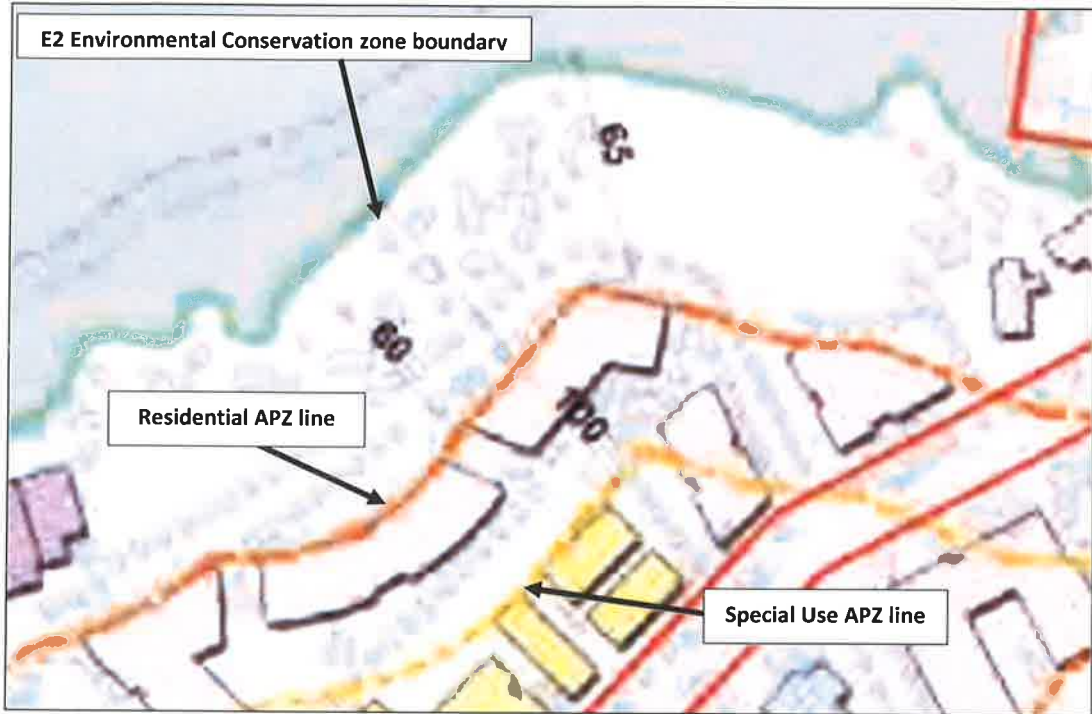 E2 Environmental Conservation zone boundary
65
60
Residential APZ line
100
Special Use APZ line